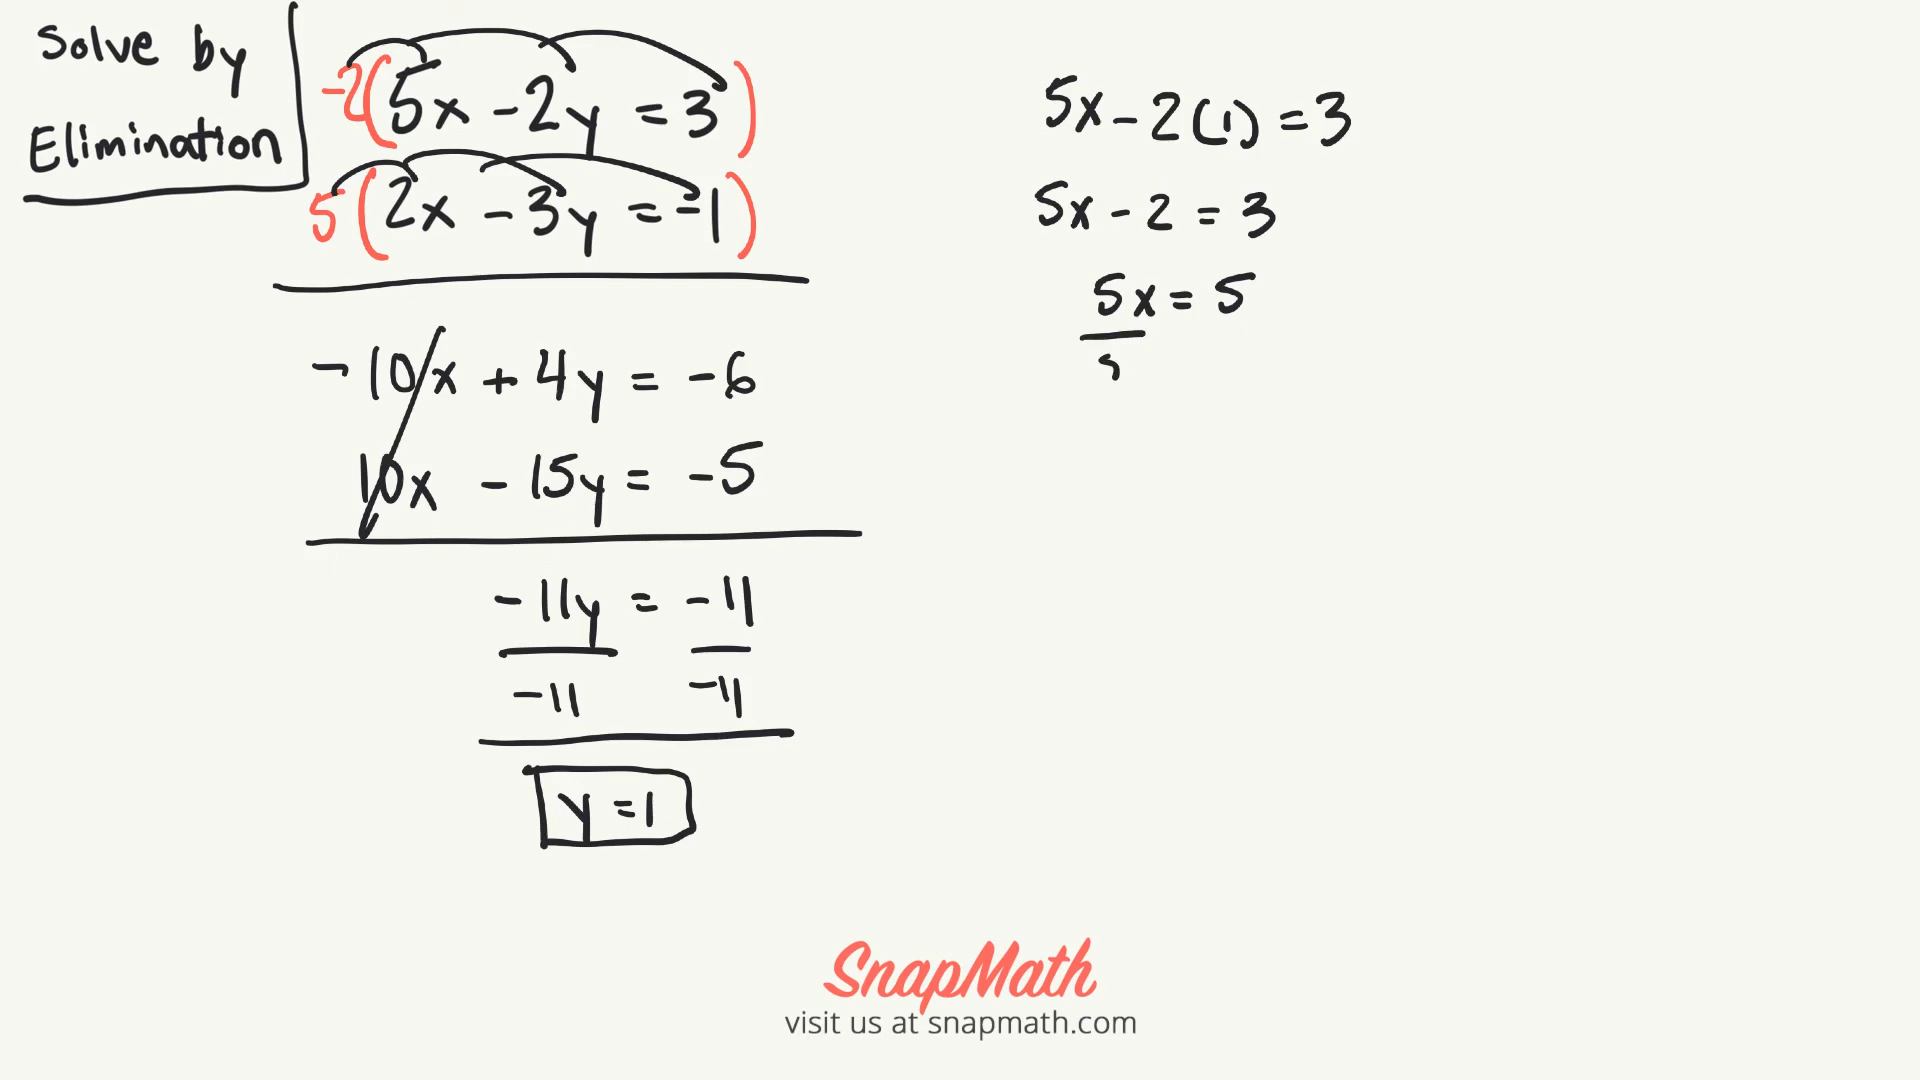 Solve by
Elimination
-2(5x - 2y = 3)
5(2x - 3y = -1)
-10x + 4y = -6
10x - 15y = -5
-11y = -11
-11 -11
y = 1
5x - 2(1) = 3
5x - 2 = 3
5x = 5
SnapMath
visit us at snapmath.com